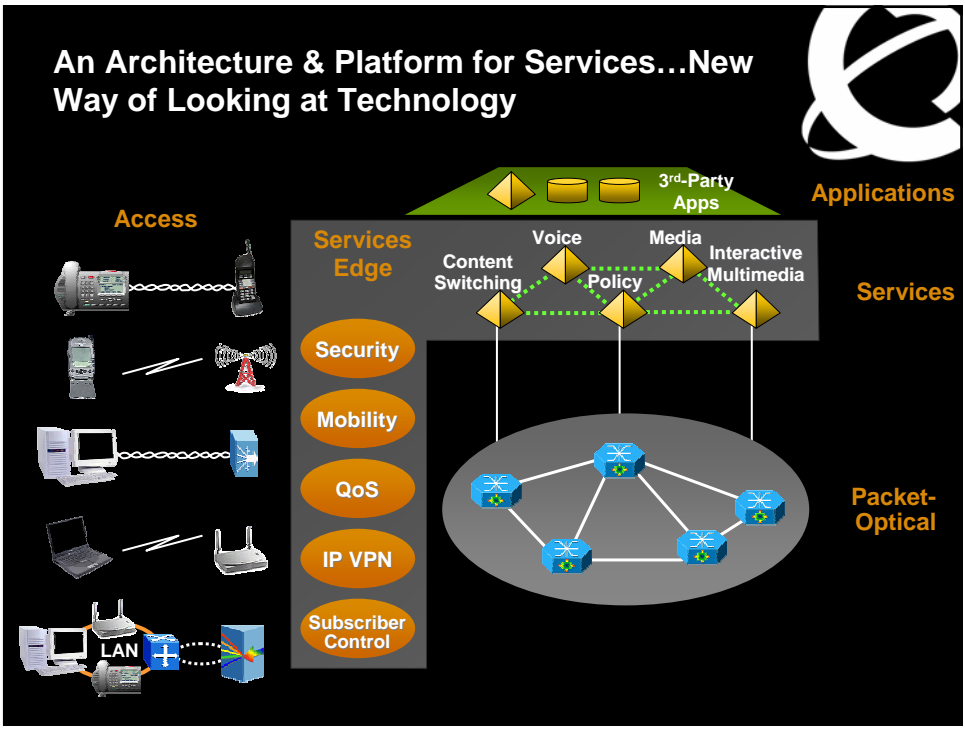 An Architecture & Platform for Services…New
Way of Looking at Technology
Applications
3rd-Party
Apps
Access
Services
Edge
Voice
Media
Content
Switching
Policy
Interactive
Multimedia
Services
Security
Mobility
QoS
IP VPN
Subscriber
Control
Packet-
Optical
LAN